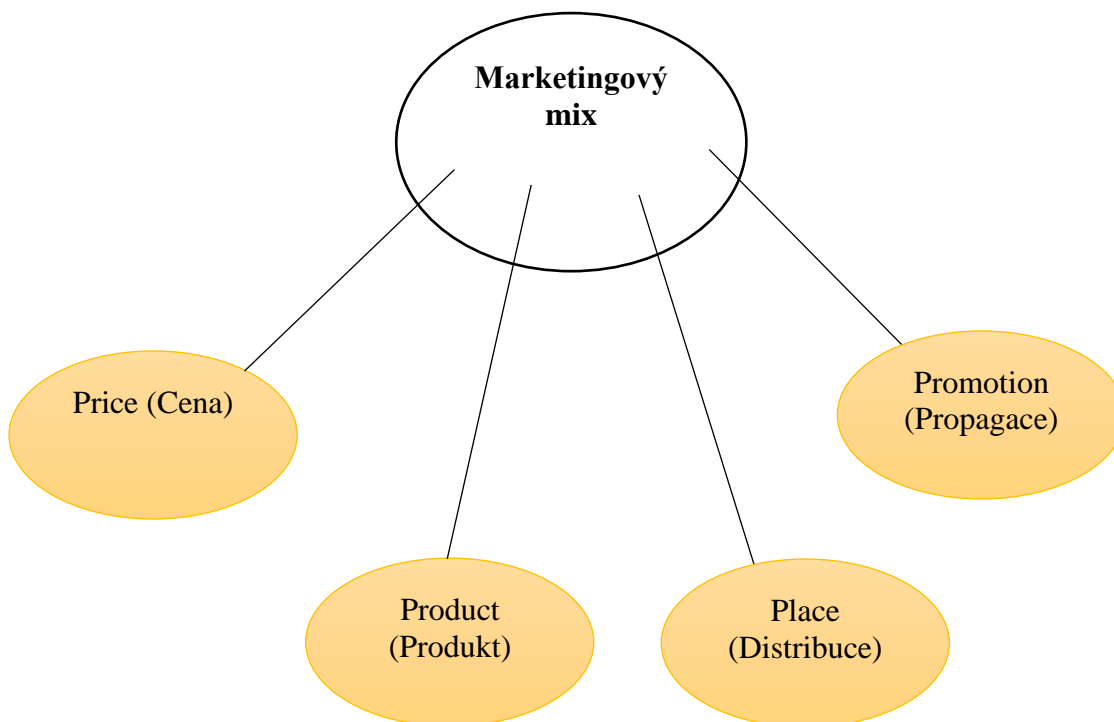 Marketingový
mix
Price (Cena)
Promotion
(Propagace)
Product
(Produkt)
Place
(Distribuce)